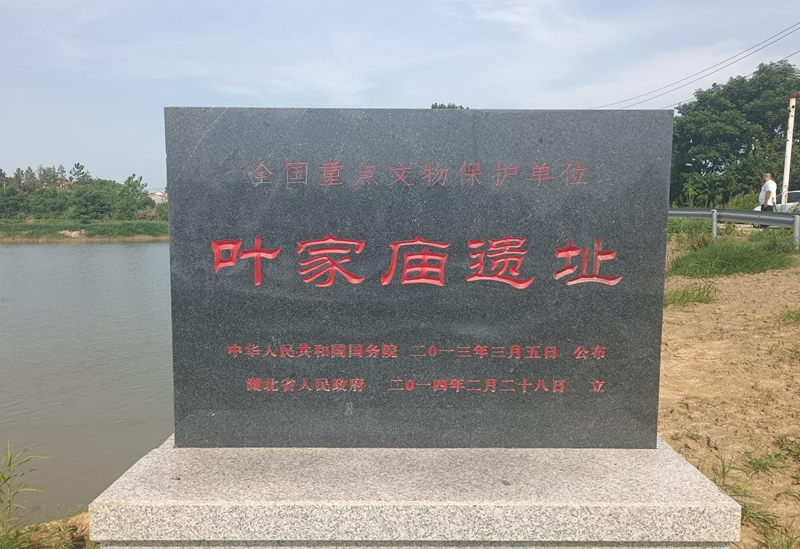 全国重点文物保护单位
叶家庙遗址
中华人民共和国国务院 二〇一三年三月五日 公布
湖北省人民政府 二〇一四年二月二十八日 立